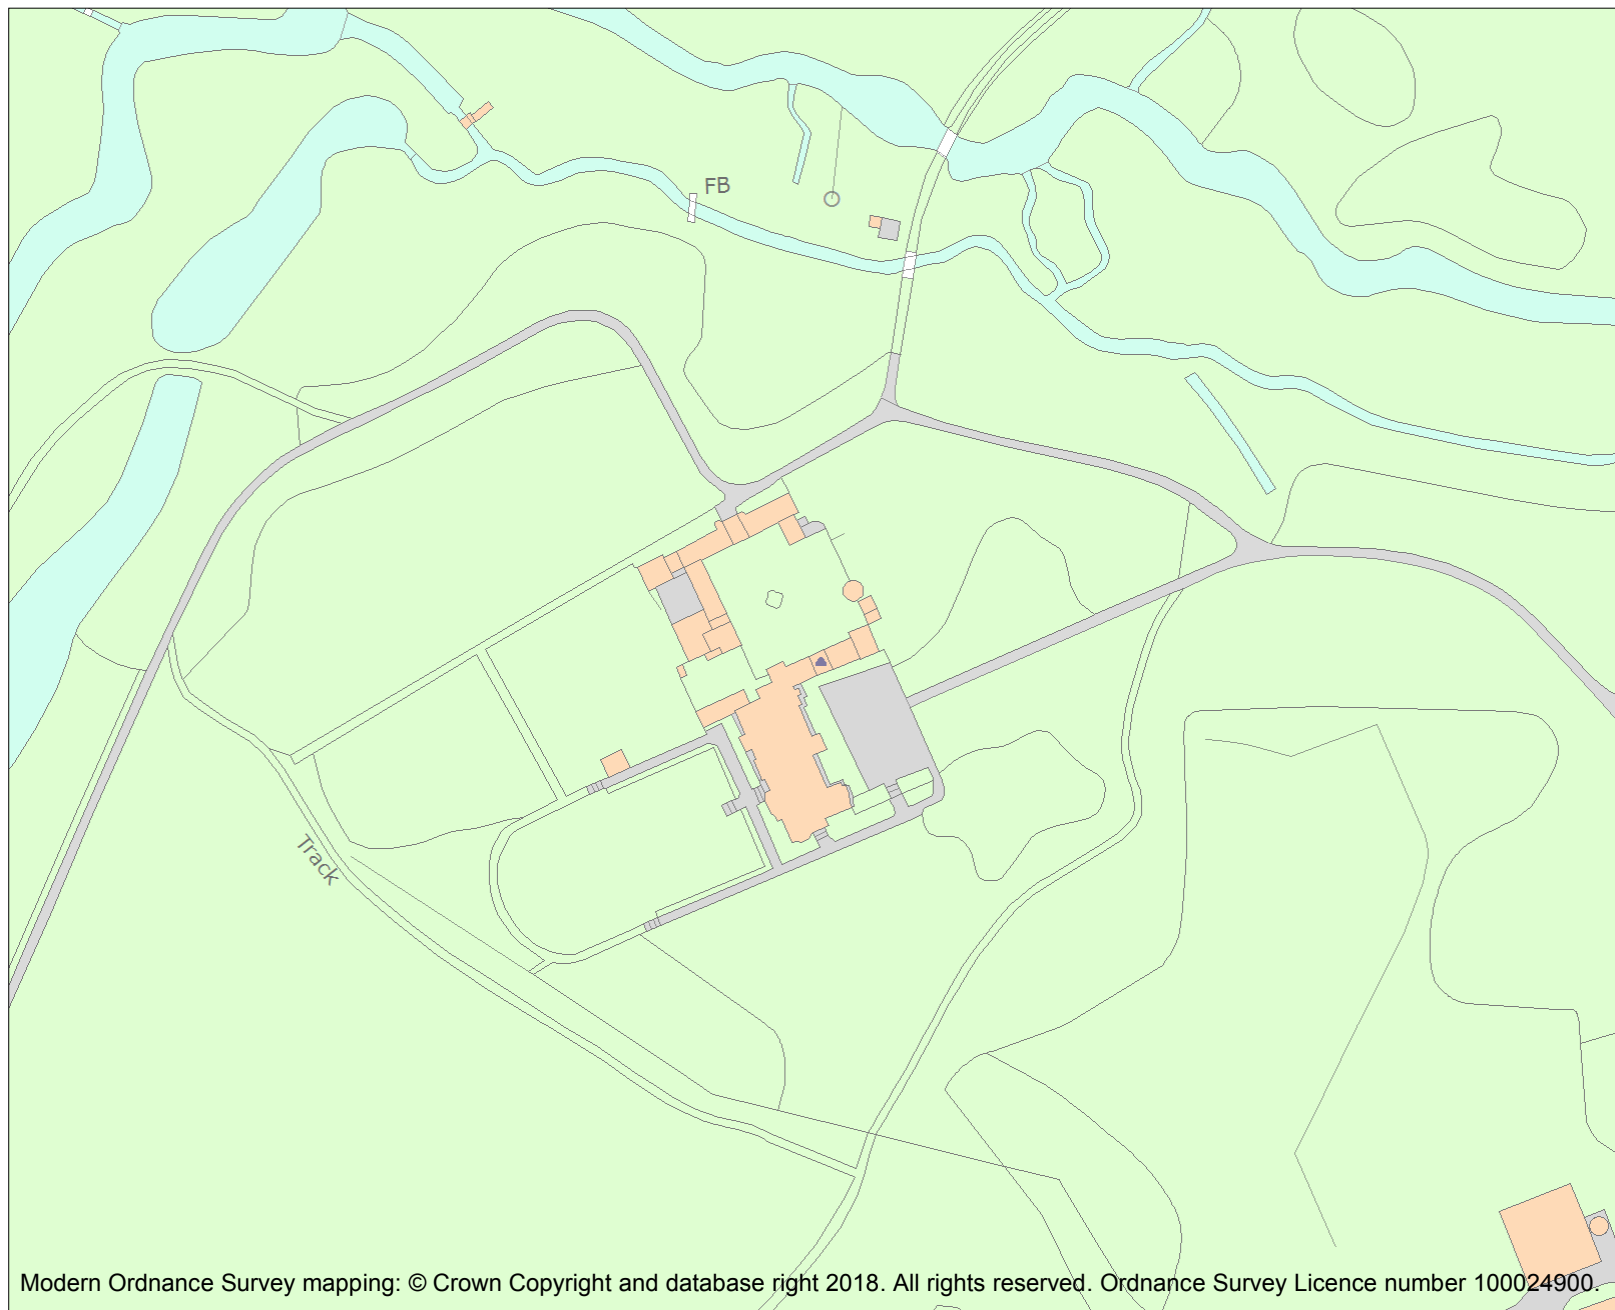 FB
Track
Modern Ordnance Survey mapping: © Crown Copyright and database right 2018. All rights reserved. Ordnance Survey Licence number 100024900.